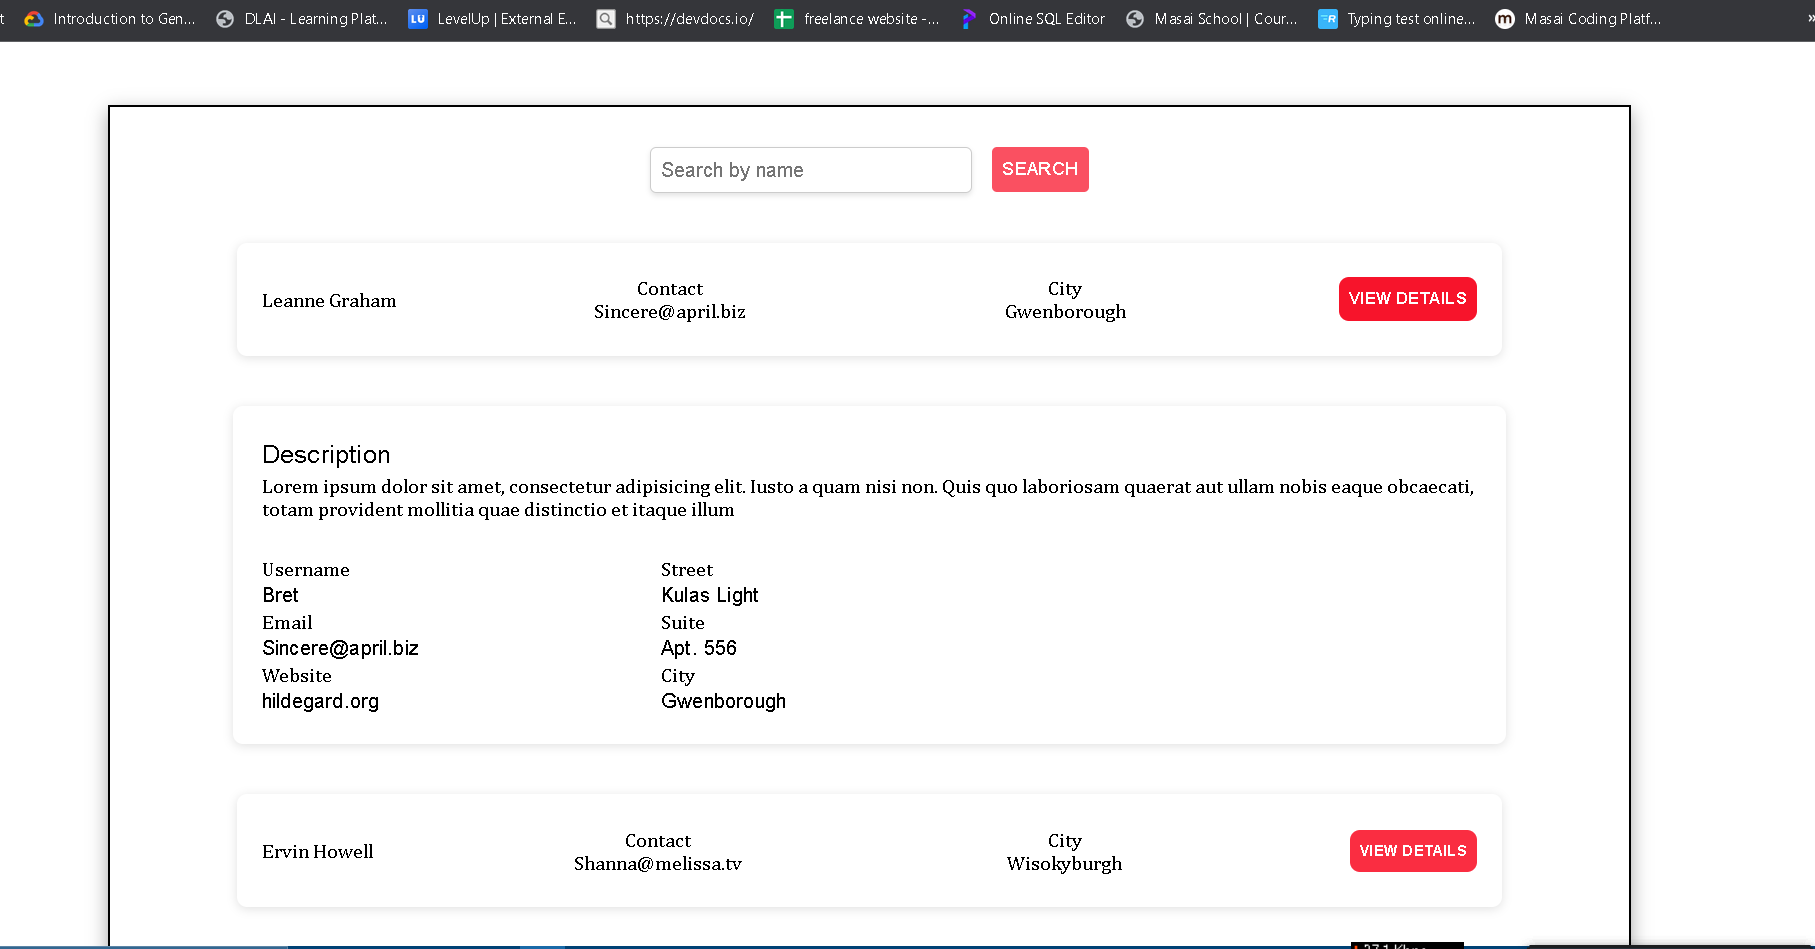 t Introduction to Gen... DLAI - Learning Plat... LU LevelUp | External E... https://devdocs.io/ freelance website -... Online SQL Editor Masai School | Cour... Typing test online... m Masai Coding Platf... »
Search by name SEARCH
Leanne Graham
Contact
Sincere@april.biz
City
Gwenborough
VIEW DETAILS
Description
Lorem ipsum dolor sit amet, consectetur adipisicing elit. Iusto a quam nisi non. Quis quo laboriosam quaerat aut ullam nobis eaque obcaecati,
totam provident mollitia quae distinctio et itaque illum
Username
Bret
Email
Sincere@april.biz
Website
hildegard.org
Street
Kulas Light
Suite
Apt. 556
City
Gwenborough
Ervin Howell
Contact
Shanna@melissa.tv
City
Wisokyburgh
VIEW DETAILS